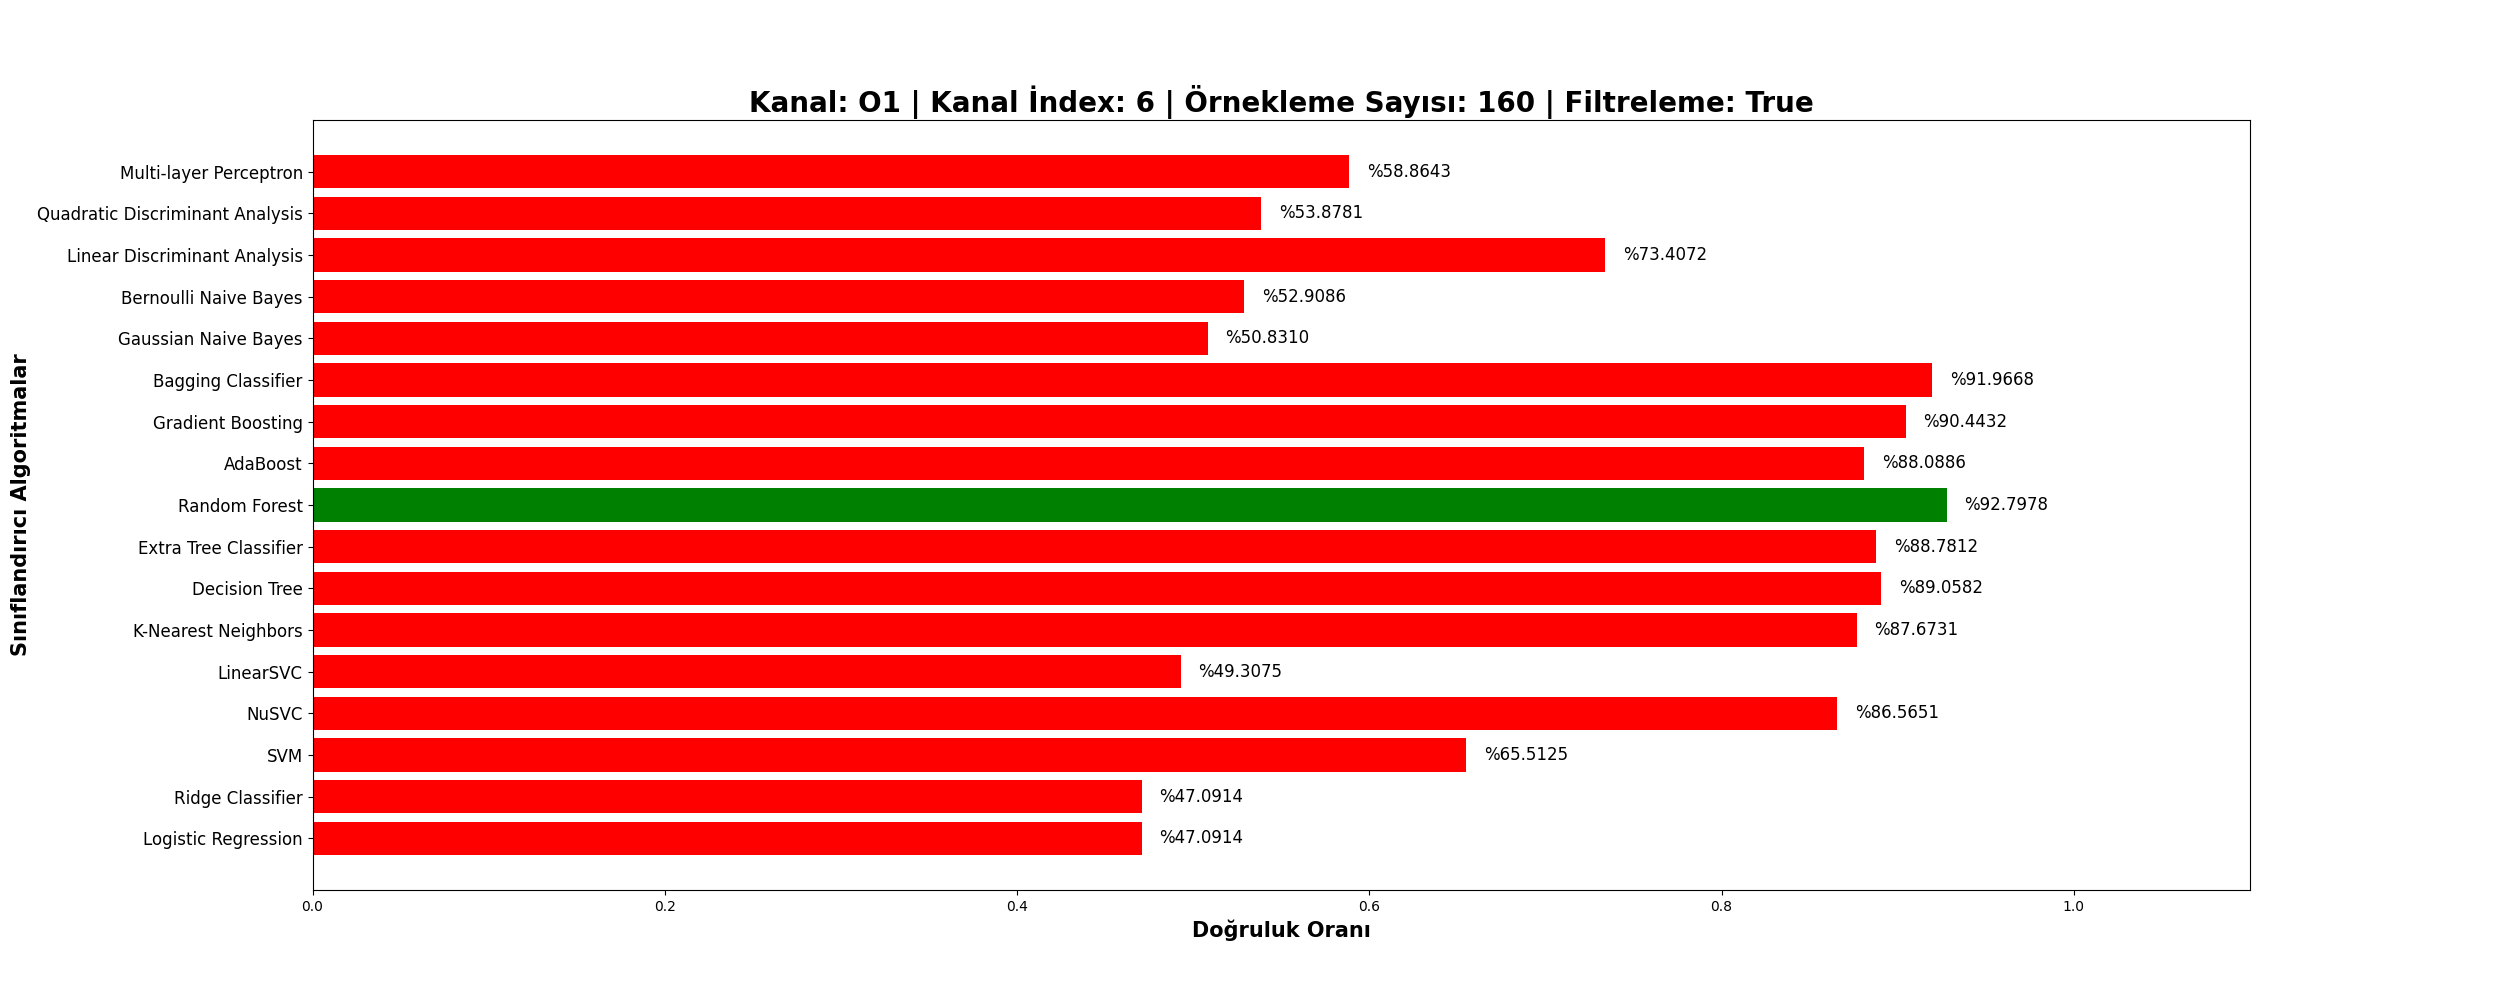 Kanal: O1 | Kanal İndex: 6 | Örnekleme Sayısı: 160 | Filtreleme: True
Sınıflandırıcı Algoritmalar
Multi-layer Perceptron %58.8643
Quadratic Discriminant Analysis %53.8781
Linear Discriminant Analysis %73.4072
Bernoulli Naive Bayes %52.9086
Gaussian Naive Bayes %50.8310
Bagging Classifier %91.9668
Gradient Boosting %90.4432
AdaBoost %88.0886
Random Forest %92.7978
Extra Tree Classifier %88.7812
Decision Tree %89.0582
K-Nearest Neighbors %87.6731
LinearSVC %49.3075
NuSVC %86.5651
SVM %65.5125
Ridge Classifier %47.0914
Logistic Regression %47.0914
0.0 0.2 0.4 0.6 0.8 1.0
Doğruluk Oranı